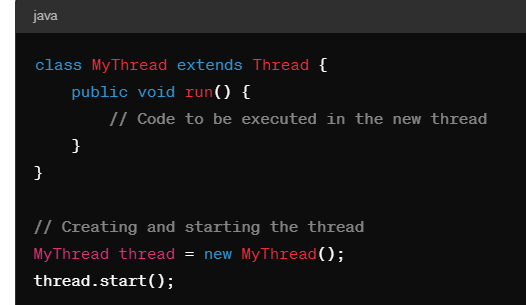 java
class MyThread extends Thread {
    public void run() {
        // Code to be executed in the new thread
    }
}
// Creating and starting the thread
MyThread thread = new MyThread();
thread.start();